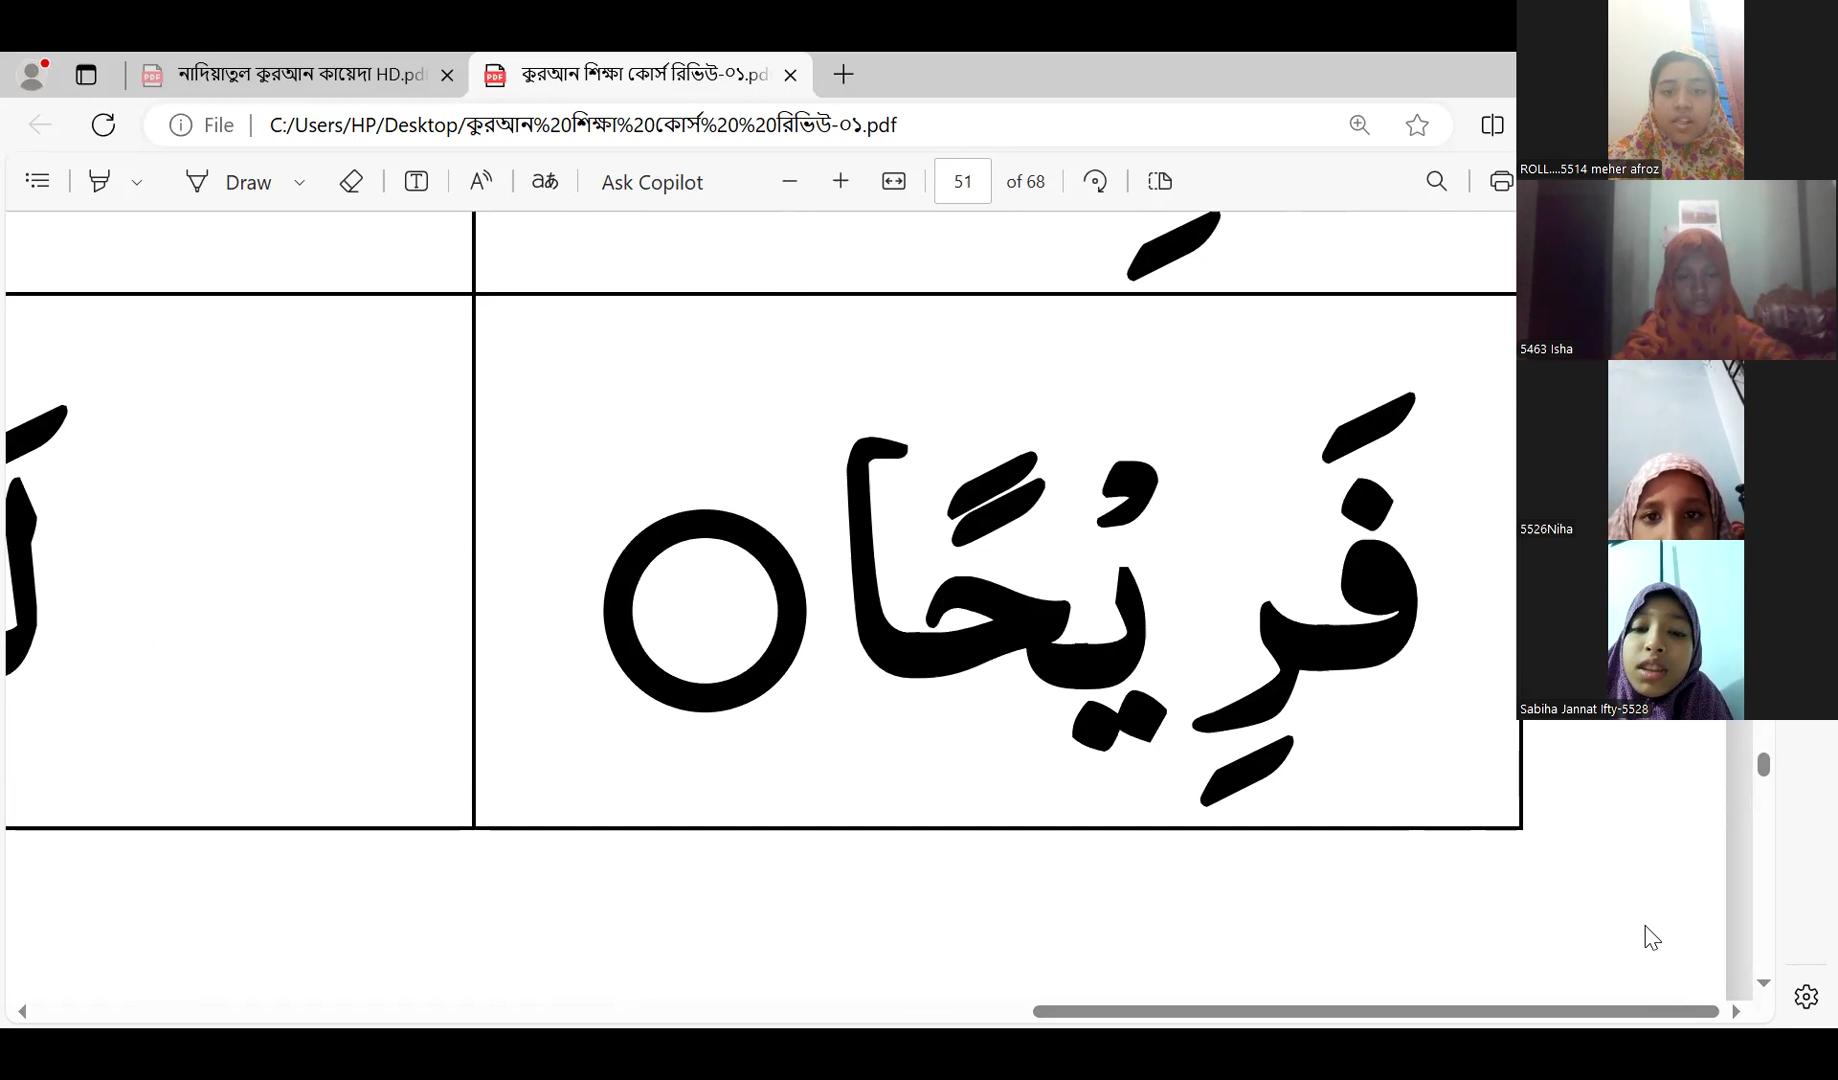 নাদিয়াতুল কুরআন কায়েদা HD.pd
কুরআন শিক্ষা কোর্স রিভিউ-০১.pd
File
C:/Users/HP/Desktop/কুরআন%20শিক্ষা%20কোর্স%20%20রিভিউ-০১.pdf
Draw
Ask Copilot
51 of 68
فَرِيْحًا
ROLL....5514 meher afroz
5463 Isha
5526Niha
Sabiha Jannat Ifty-5528